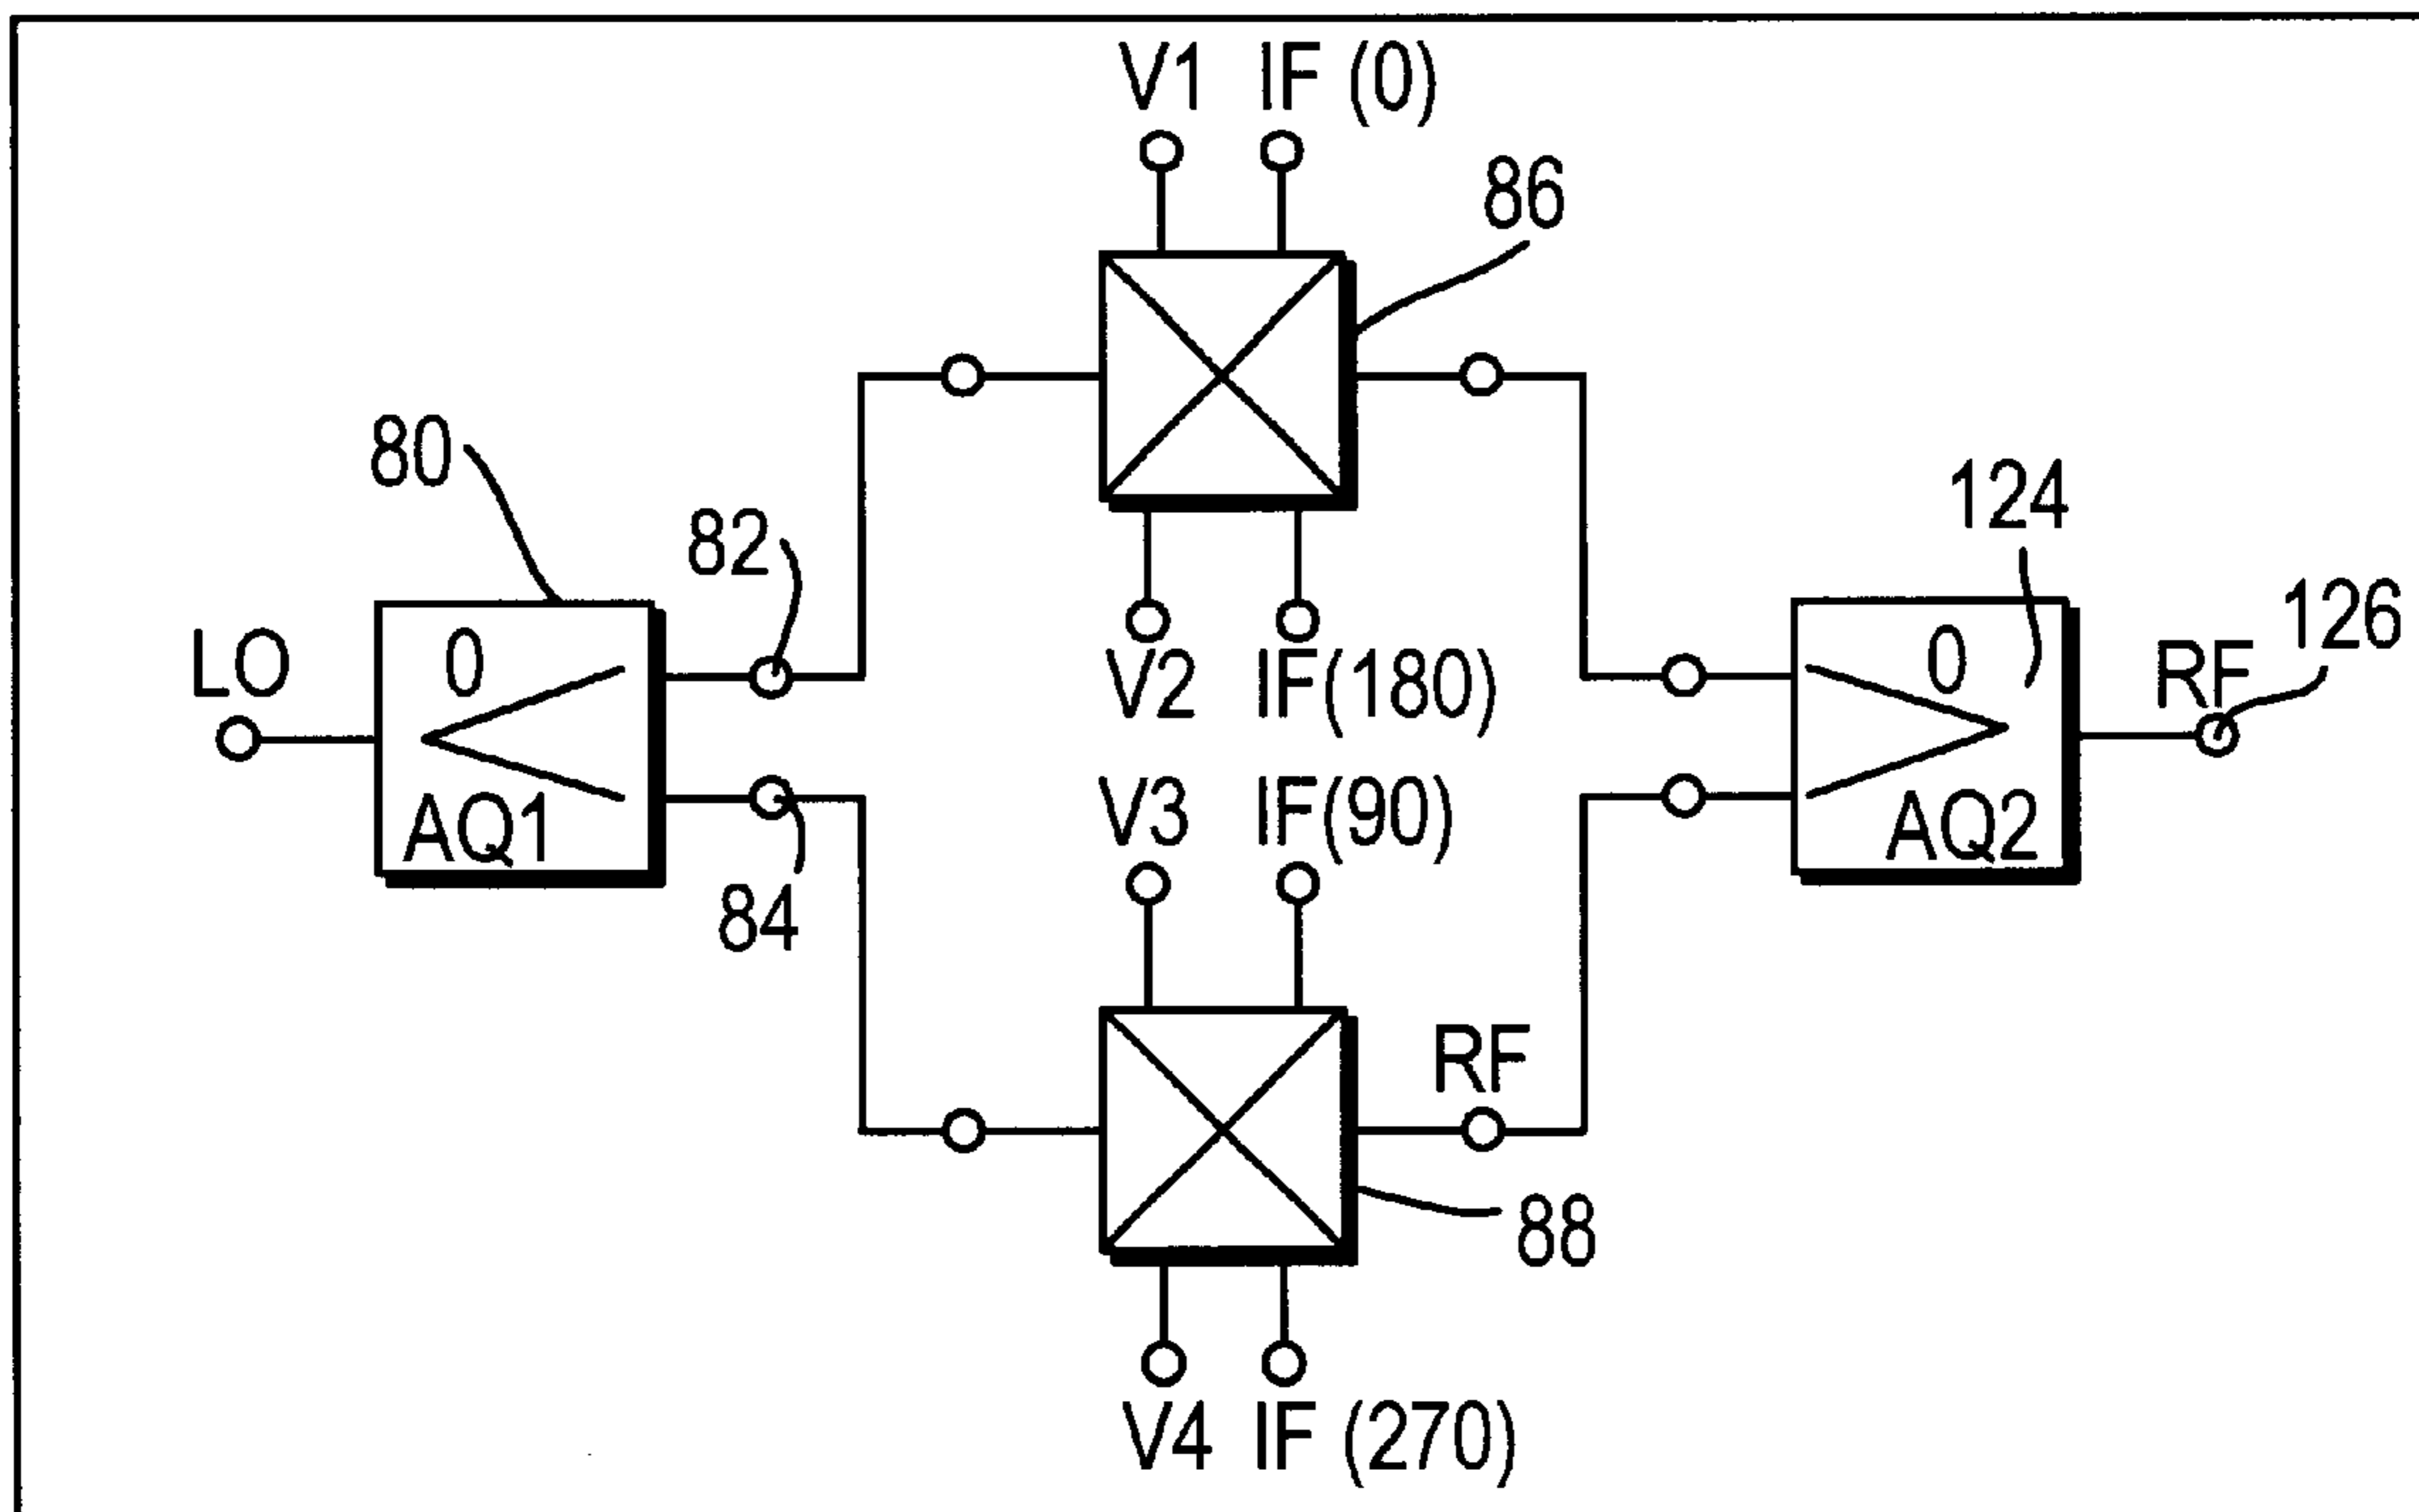 V1 IF (0)
86
80
82
124
126
LO
0
V2 IF(180)
0
RF
V3 IF(90)
AQ1
AQ2
84
RF
88
V4 IF (270)